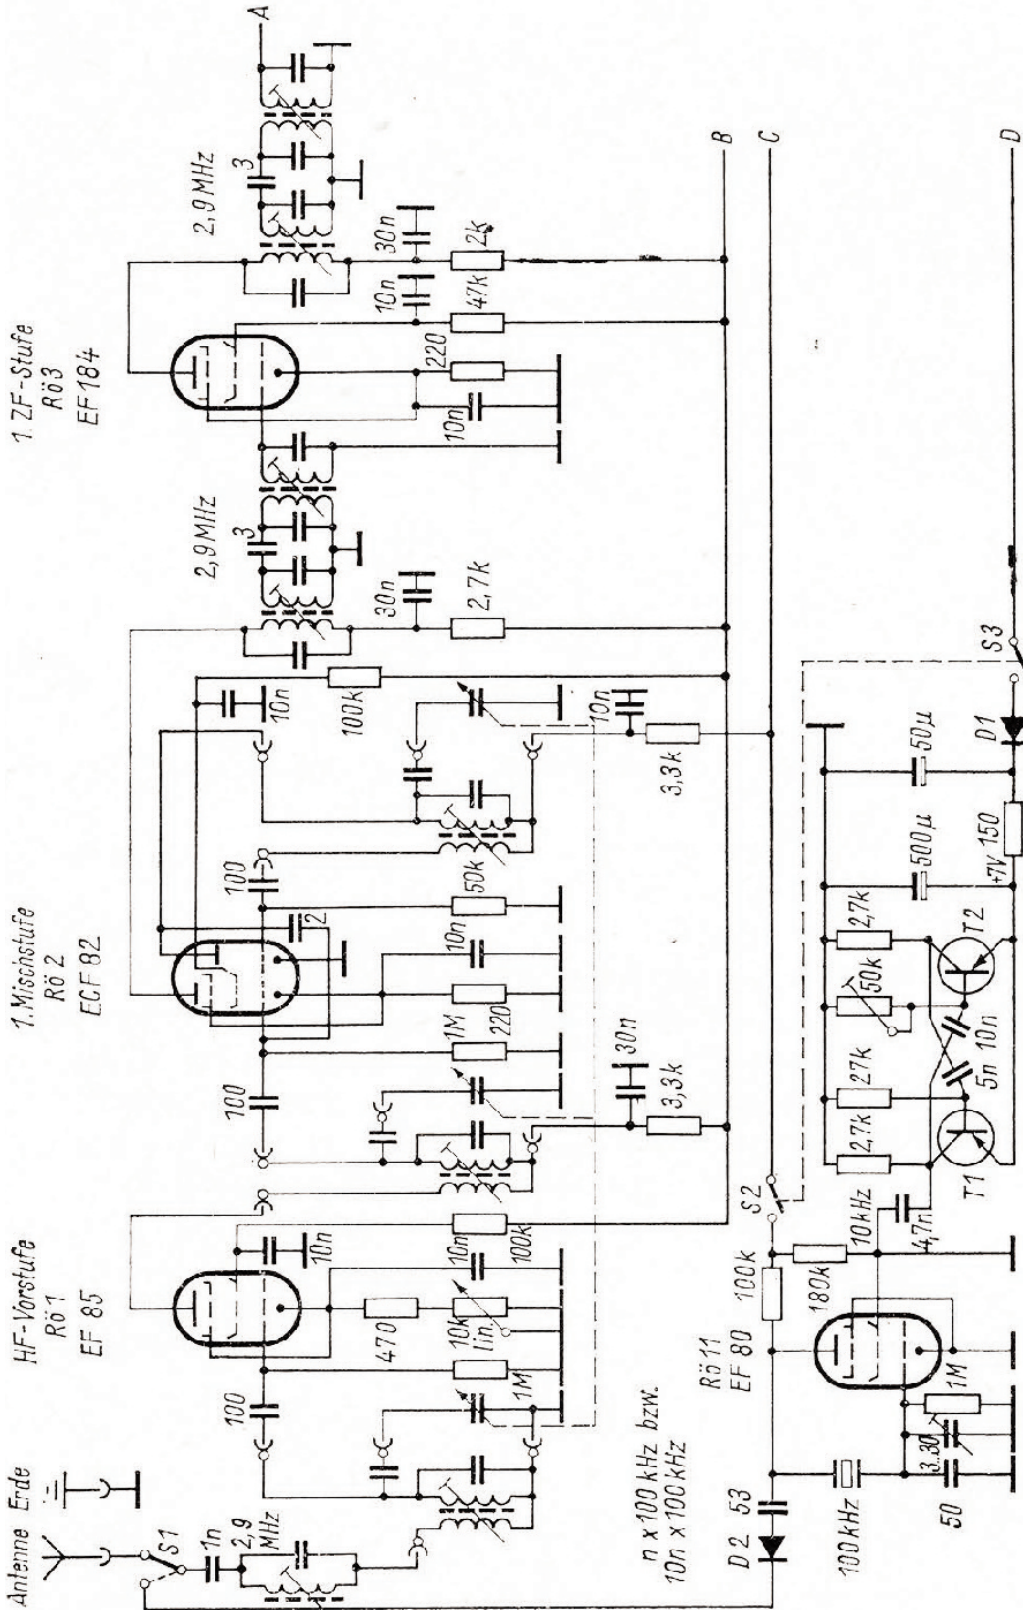 Antenne Erde
HF-Vorstufe
Rö 1
EF 85
1. Mischstufe
Rö 2
ECF 82
1. ZF-Stufe
Rö 3
EF 184
S1
1n
2,9
MHz
100
1M
470
10k
lin.
10n
10n
100k
100
1M
220
10n
50k
2
100
10n
100k
30n
3,3k
10n
3,3k
2,9 MHz
3
30n
2,7k
10n
220
47k
10n
30n
2k
2,9 MHz
3
A
B
C
D
n x 100 kHz bzw.
10n x 100 kHz
D2
53
100kHz
50
3..30
1M
Rö 11
EF 80
100k
180k
S2
10kHz
4,7n
2,7k
27k
50k
2,7k
T1
5n
10n
T2
+7V
150
500µ
50µ
D1
S3